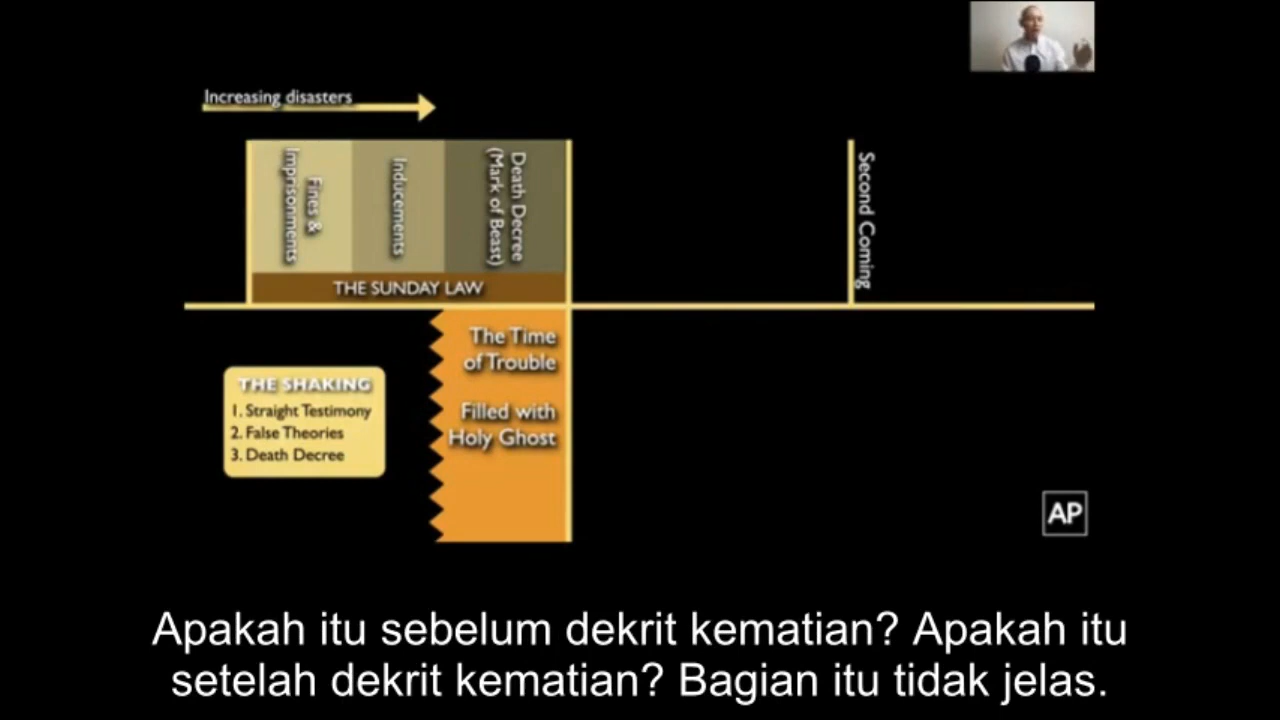 Increasing disasters
Fines &
Imprisonments
Inducements
Death Decree
(Mark of Beast)
Second Coming
THE SUNDAY LAW
The Time
of Trouble
Filled with
Holy Ghost
THE SHAKING
1. Straight Testimony
2. False Theories
3. Death Decree
AP
Apakah itu sebelum dekrit kematian? Apakah itu
setelah dekrit kematian? Bagian itu tidak jelas.